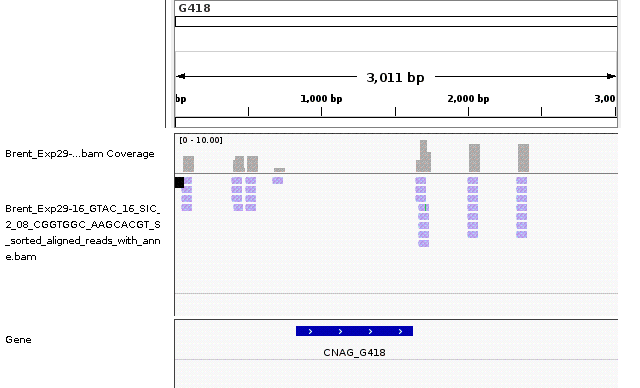 G418
3,011 bp
bp
1,000 bp
2,000 bp
3,00
[0 - 10.00]
Brent_Exp29-...bam Coverage
Brent_Exp29-16_GTAC_16_SIC_
2_08_CGGTGGC_AAGCACGT_S
_sorted_aligned_reads_with_ann
e.bam
Gene
CNAG_G418